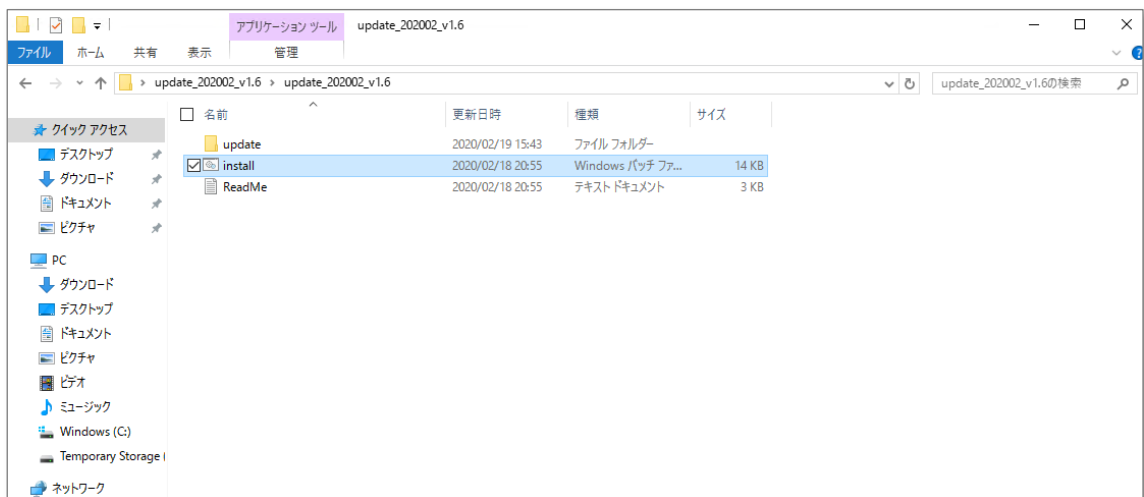 アプリケーション ツール update_202002_v1.6
ファイル ホーム 共有 表示 管理
update_202002_v1.6 > update_202002_v1.6 update_202002_v1.6の検索
名前 更新日時 種類 サイズ
update 2020/02/19 15:43 ファイル フォルダー
install 2020/02/18 20:55 Windows パッチ ファ... 14 KB
ReadMe 2020/02/18 20:55 テキスト ドキュメント 3 KB
クイック アクセス
デスクトップ
ダウンロード
ドキュメント
ピクチャ
PC
ダウンロード
デスクトップ
ドキュメント
ピクチャ
ビデオ
ミュージック
Windows (C:)
Temporary Storage (
ネットワーク